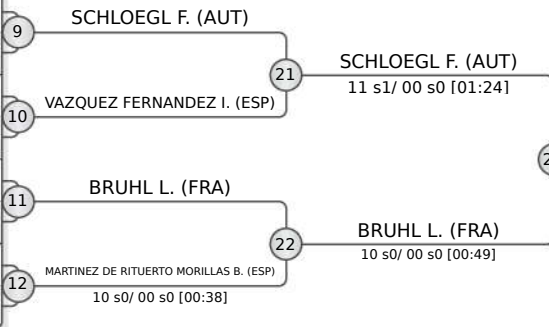 9
SCHLOEGL F. (AUT)
21
SCHLOEGL F. (AUT)
11 s1/ 00 s0 [01:24]
10
VAZQUEZ FERNANDEZ I. (ESP)
11
BRUHL L. (FRA)
22
BRUHL L. (FRA)
10 s0/ 00 s0 [00:49]
12
MARTINEZ DE RITUERTO MORILLAS B. (ESP)
10 s0/ 00 s0 [00:38]